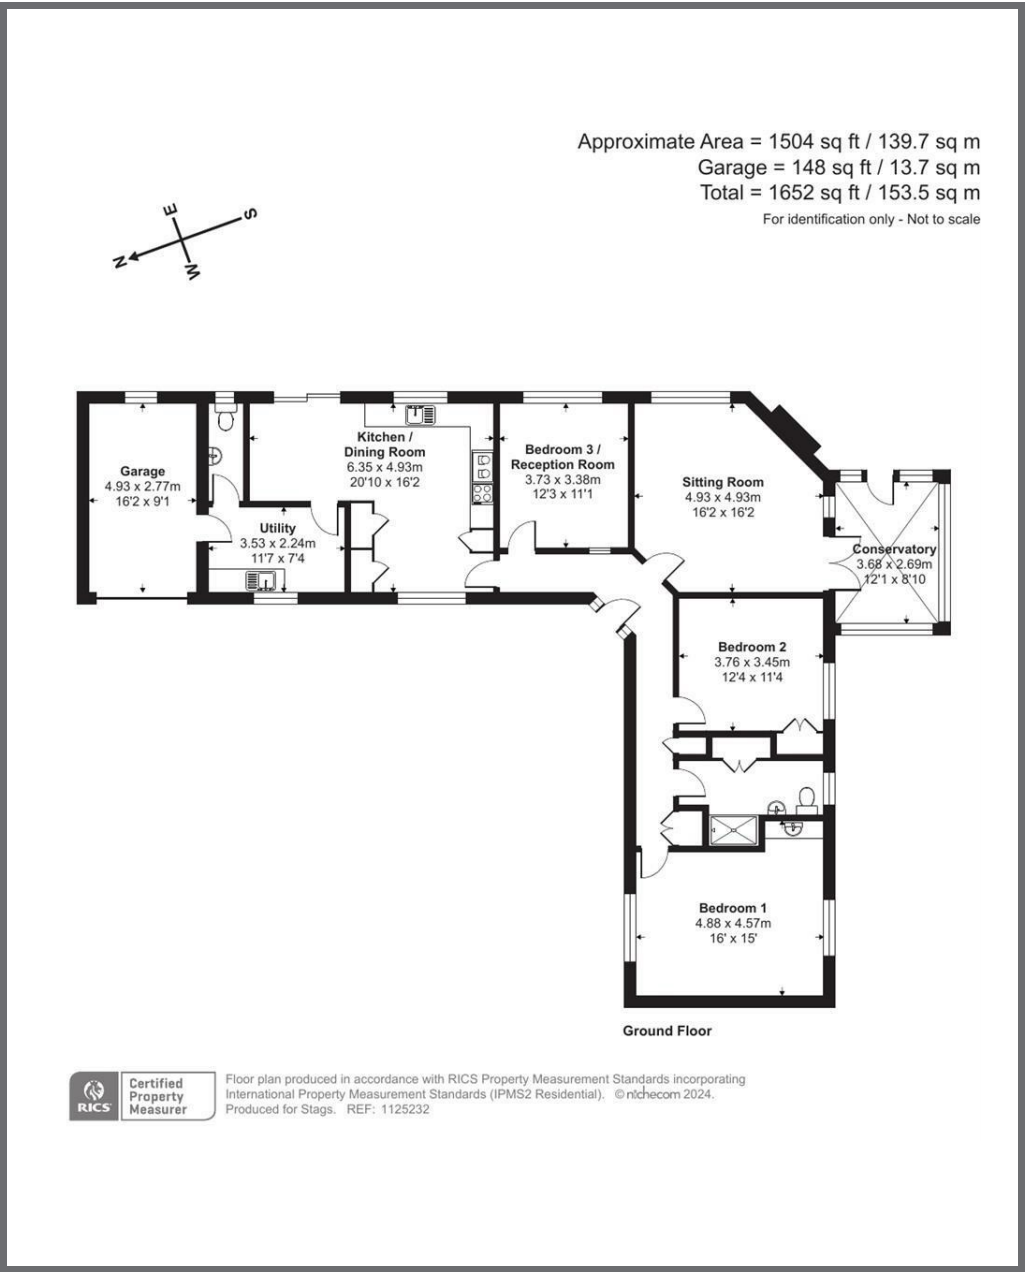 Approximate Area = 1504 sq ft / 139.7 sq m
Garage = 148 sq ft / 13.7 sq m
Total = 1652 sq ft / 153.5 sq m
For identification only - Not to scale
E
S
N
W
Garage
4.93 x 2.77m
16'2 x 9'1
Kitchen /
Dining Room
6.35 x 4.93m
20'10 x 16'2
Utility
3.53 x 2.24m
11'7 x 7'4
Bedroom 3 /
Reception Room
3.73 x 3.38m
12'3 x 11'1
Sitting Room
4.93 x 4.93m
16'2 x 16'2
Conservatory
3.68 x 2.69m
12'1 x 8'10
Bedroom 2
3.76 x 3.45m
12'4 x 11'4
Bedroom 1
4.88 x 4.57m
16' x 15'
Ground Floor
RICS
Certified
Property
Measurer
Floor plan produced in accordance with RICS Property Measurement Standards incorporating
International Property Measurement Standards (IPMS2 Residential). © nichecom 2024.
Produced for Stags. REF: 1125232